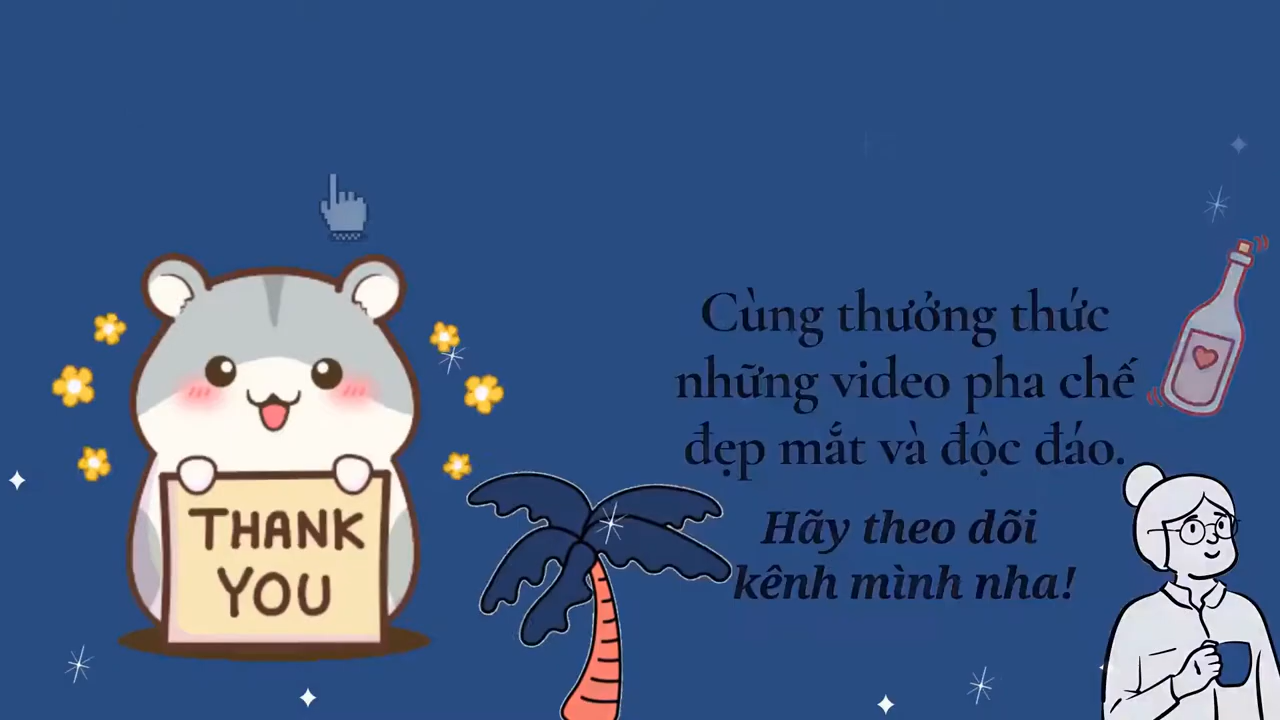 THANK
YOU
Cùng thưởng thức
những video pha chế
đẹp mắt và độc đáo.
Hãy theo dõi
kênh mình nha!